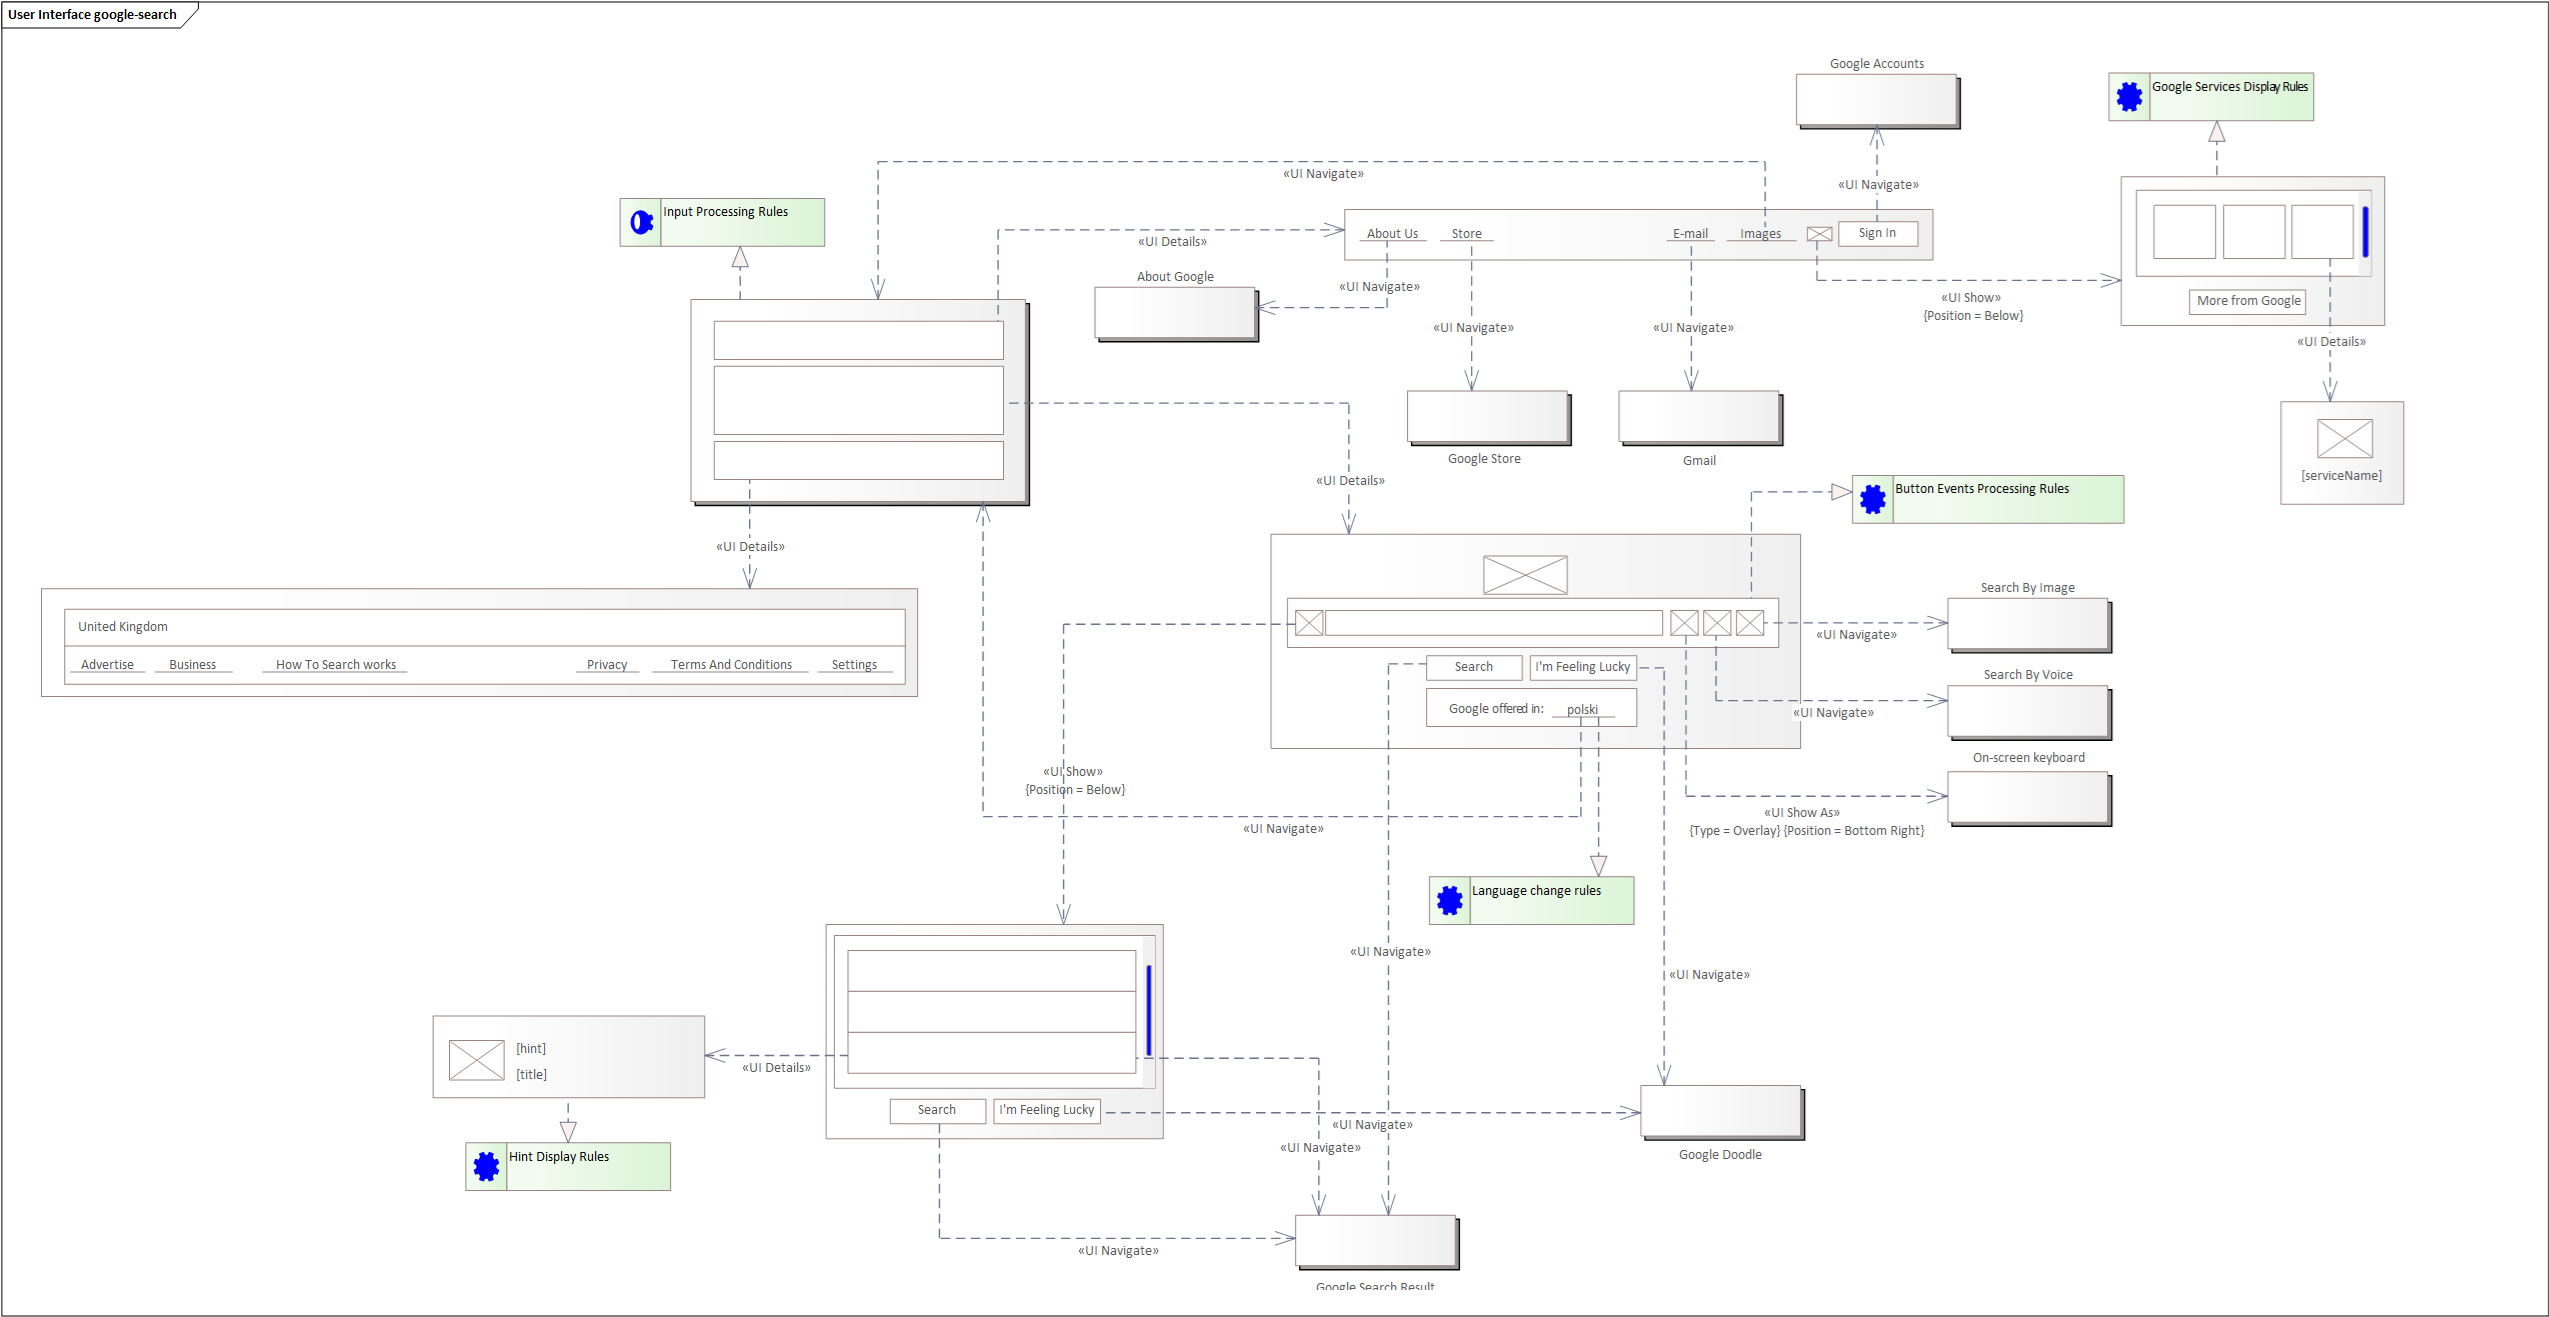 User Interface google-search
Google Accounts
Google Services Display Rules
«UI Navigate»
«UI Navigate»
Input Processing Rules
About Us
Store
E-mail
Images
Sign In
«UI Details»
About Google
«UI Navigate»
«UI Show»
{Position = Below}
More from Google
«UI Navigate»
«UI Navigate»
«UI Details»
Google Store
Gmail
[serviceName]
«UI Details»
Button Events Processing Rules
«UI Details»
Search By Image
United Kingdom
«UI Navigate»
Advertise
Business
How To Search works
Privacy
Terms And Conditions
Settings
Search
I'm Feeling Lucky
Search By Voice
Google offered in:
polski
«UI Navigate»
On-screen keyboard
«UI Show»
{Position = Below}
«UI Show As»
{Type = Overlay} {Position = Bottom Right}
«UI Navigate»
Language change rules
«UI Navigate»
«UI Navigate»
[hint]
[title]
«UI Details»
Search
I'm Feeling Lucky
«UI Navigate»
«UI Navigate»
Hint Display Rules
Google Doodle
«UI Navigate»
Google Search Result